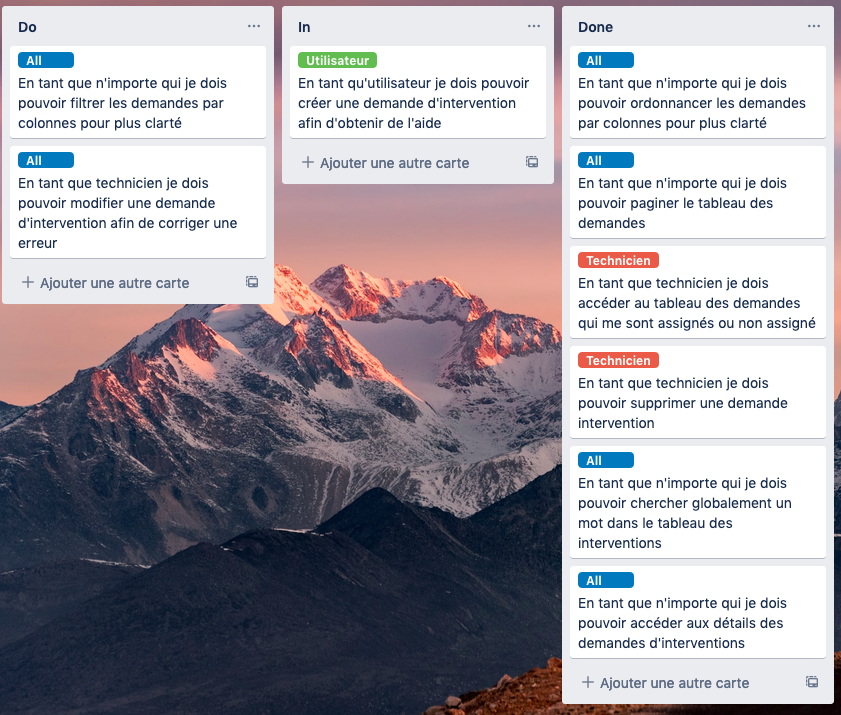 Do
All
En tant que n'importe qui je dois
pouvoir filtrer les demandes par
colonnes pour plus clarté
All
En tant que technicien je dois
pouvoir modifier une demande
d'intervention afin de corriger une
erreur
Ajouter une autre carte
In
Utilisateur
En tant qu'utilisateur je dois pouvoir
créer une demande d'intervention
afin d'obtenir de l'aide
Ajouter une autre carte
Done
All
En tant que n'importe qui je dois
pouvoir ordonnancer les demandes
par colonnes pour plus clarté
All
En tant que n'importe qui je dois
pouvoir paginer le tableau des
demandes
Technicien
En tant que technicien je dois
accéder au tableau des demandes
qui me sont assignés ou non assigné
Technicien
En tant que technicien je dois
pouvoir supprimer une demande
intervention
All
En tant que n'importe qui je dois
pouvoir chercher globalement un
mot dans le tableau des
interventions
All
En tant que n'importe qui je dois
pouvoir accéder aux détails des
demandes d'interventions
Ajouter une autre carte